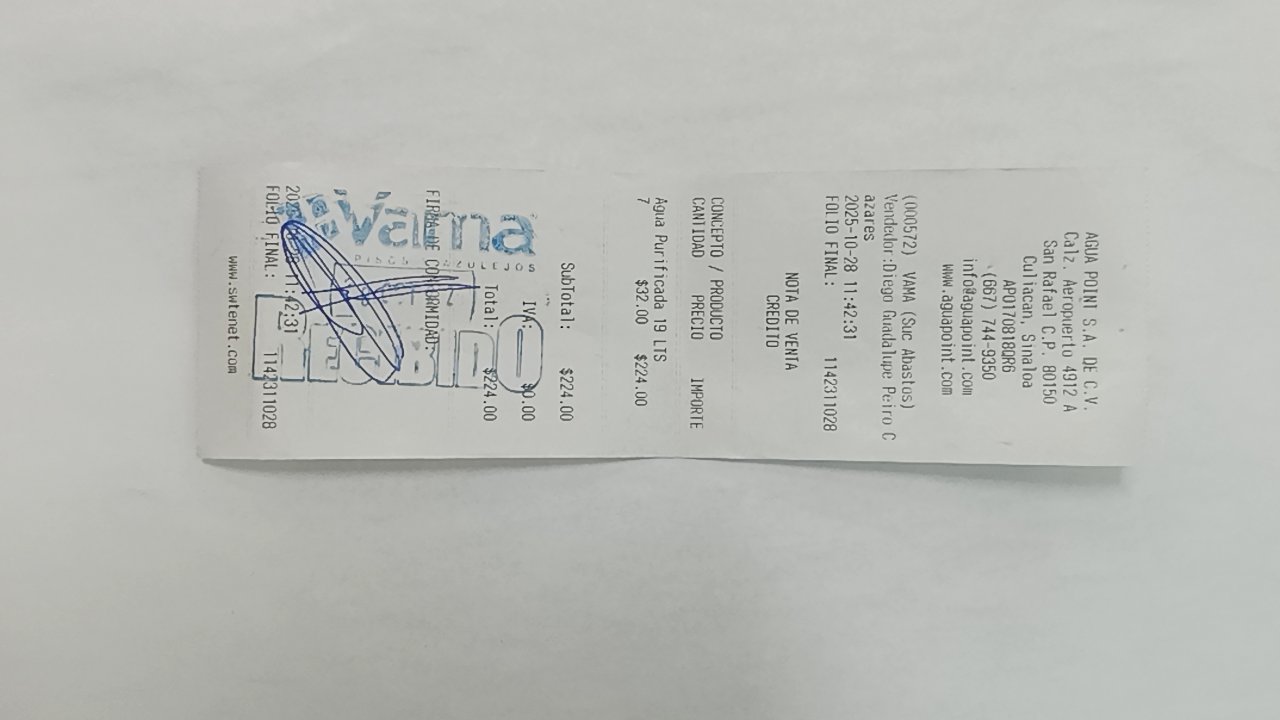 AGUA POINT S.A. DE C.V.
Calz. Aeropuerto 4912 A
San Rafael C.P. 80150
Culiacan, Sinaloa
APO170818QR6
(667) 744-9350
info@aguapoint.com
www.aguapoint.com
(000572) VAMA (Suc Abastos)
Vendedor:Diego Guadalupe Peiro C
azares
2025-10-28 11:42:31
FOLIO FINAL: 1142311028
NOTA DE VENTA
CREDITO
CONCEPTO / PRODUCTO
CANTIDAD PRECIO IMPORTE
Agua Purificada 19 LTS
7 $32.00 $224.00
SubTotal: $224.00
IVA: $0.00
Total: $224.00
Vama
PISOS AZULEJOS
RECIBIDO
FIRMA DE CONFORMIDAD:
11:42:31
FOLIO FINAL: 1142311028
www.swtenet.com